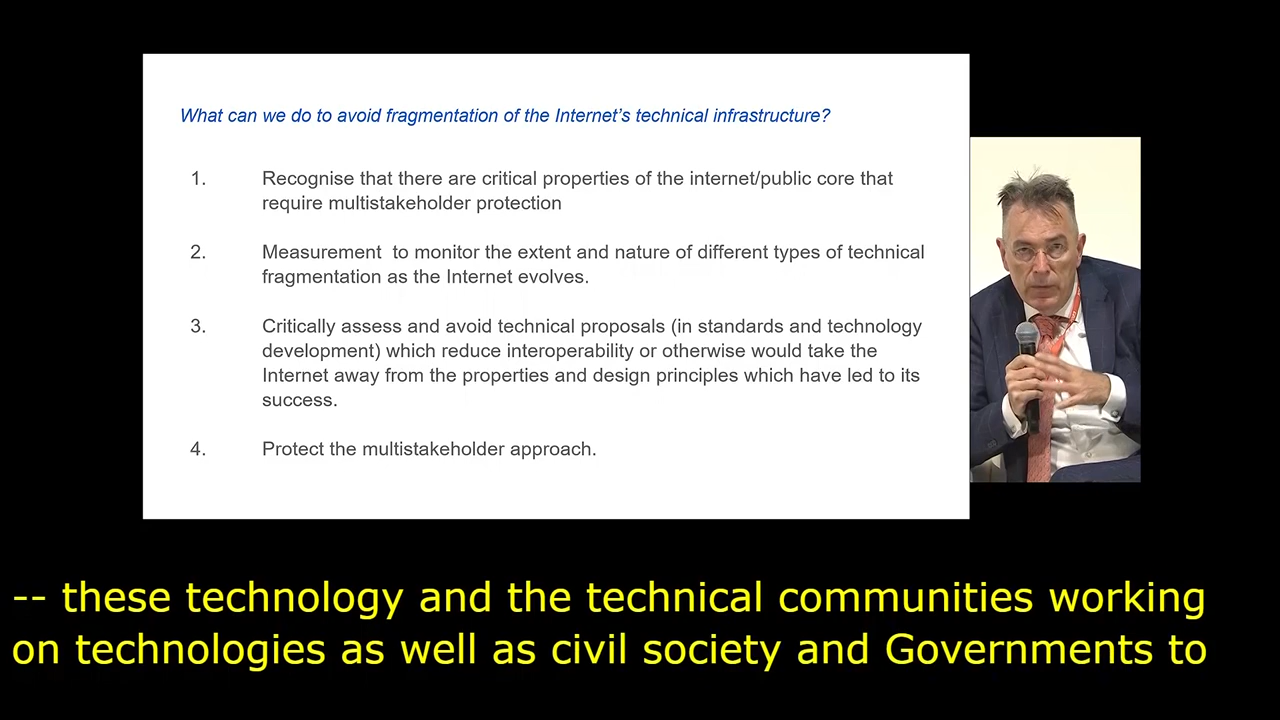 What can we do to avoid fragmentation of the Internet's technical infrastructure?
1. Recognise that there are critical properties of the internet/public core that
require multistakeholder protection
2. Measurement to monitor the extent and nature of different types of technical
fragmentation as the Internet evolves.
3. Critically assess and avoid technical proposals (in standards and technology
development) which reduce interoperability or otherwise would take the
Internet away from the properties and design principles which have led to its
success.
4. Protect the multistakeholder approach.
-- these technology and the technical communities working
on technologies as well as civil society and Governments to